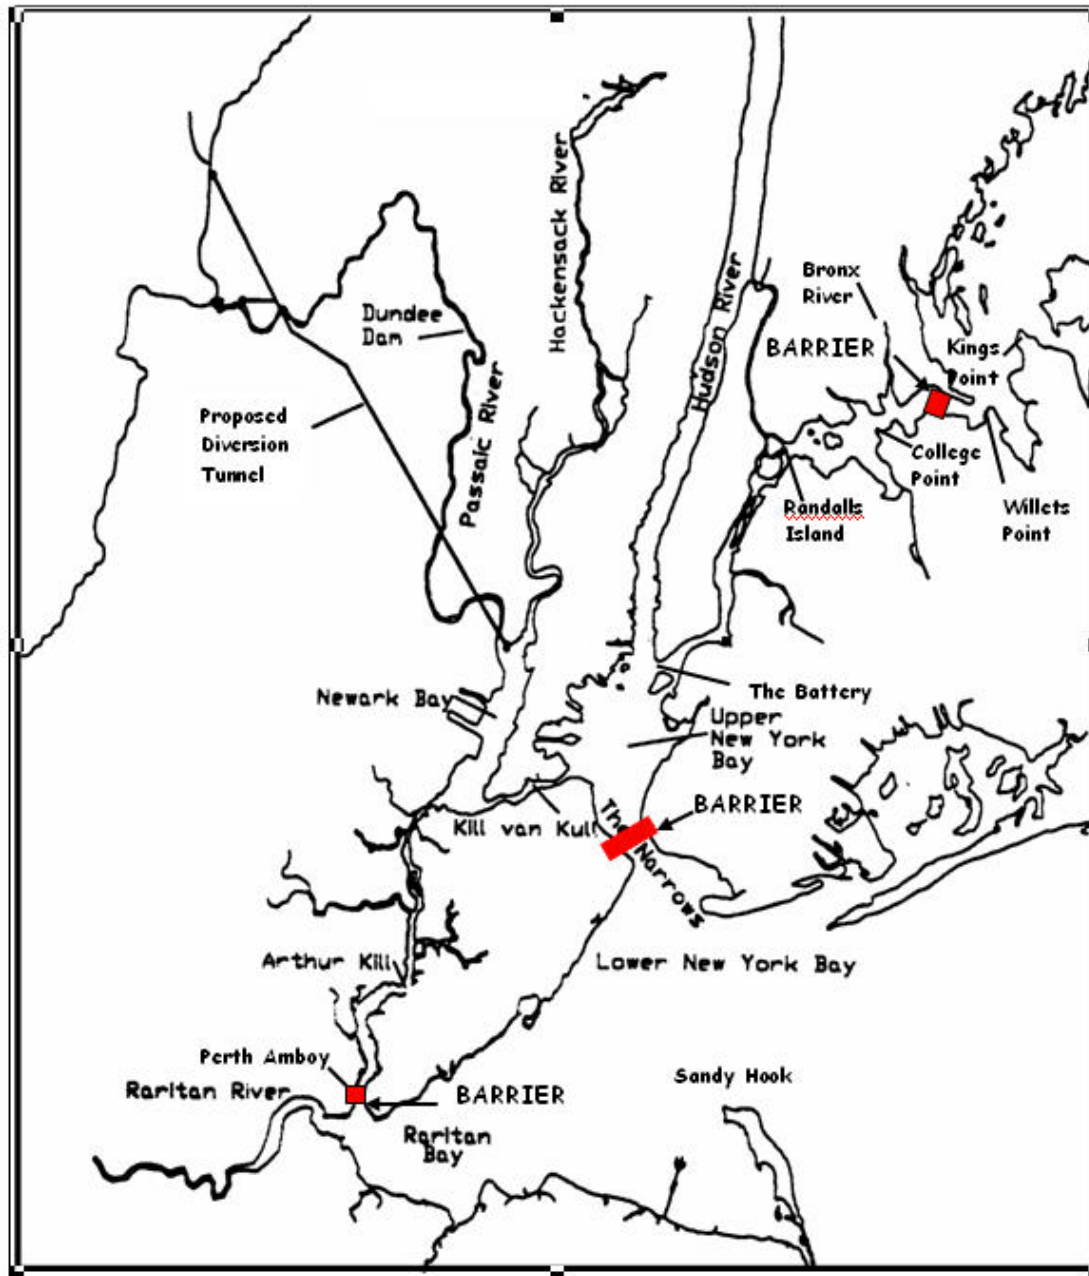 Hackensack River
Hudson River
Bronx
River
BARRIER
Kings
Point
Dundee
Dam
Passaic River
Proposed
Diversion
Tunnel
College
Point
Randalls
Island
Willets
Point
Newark Bay
The Battery
Upper
New York
Bay
BARRIER
Kill van Kull
The Narrows
Arthur Kill
Lower New York Bay
Perth Amboy
Raritan River
BARRIER
Raritan
Bay
Sandy Hook